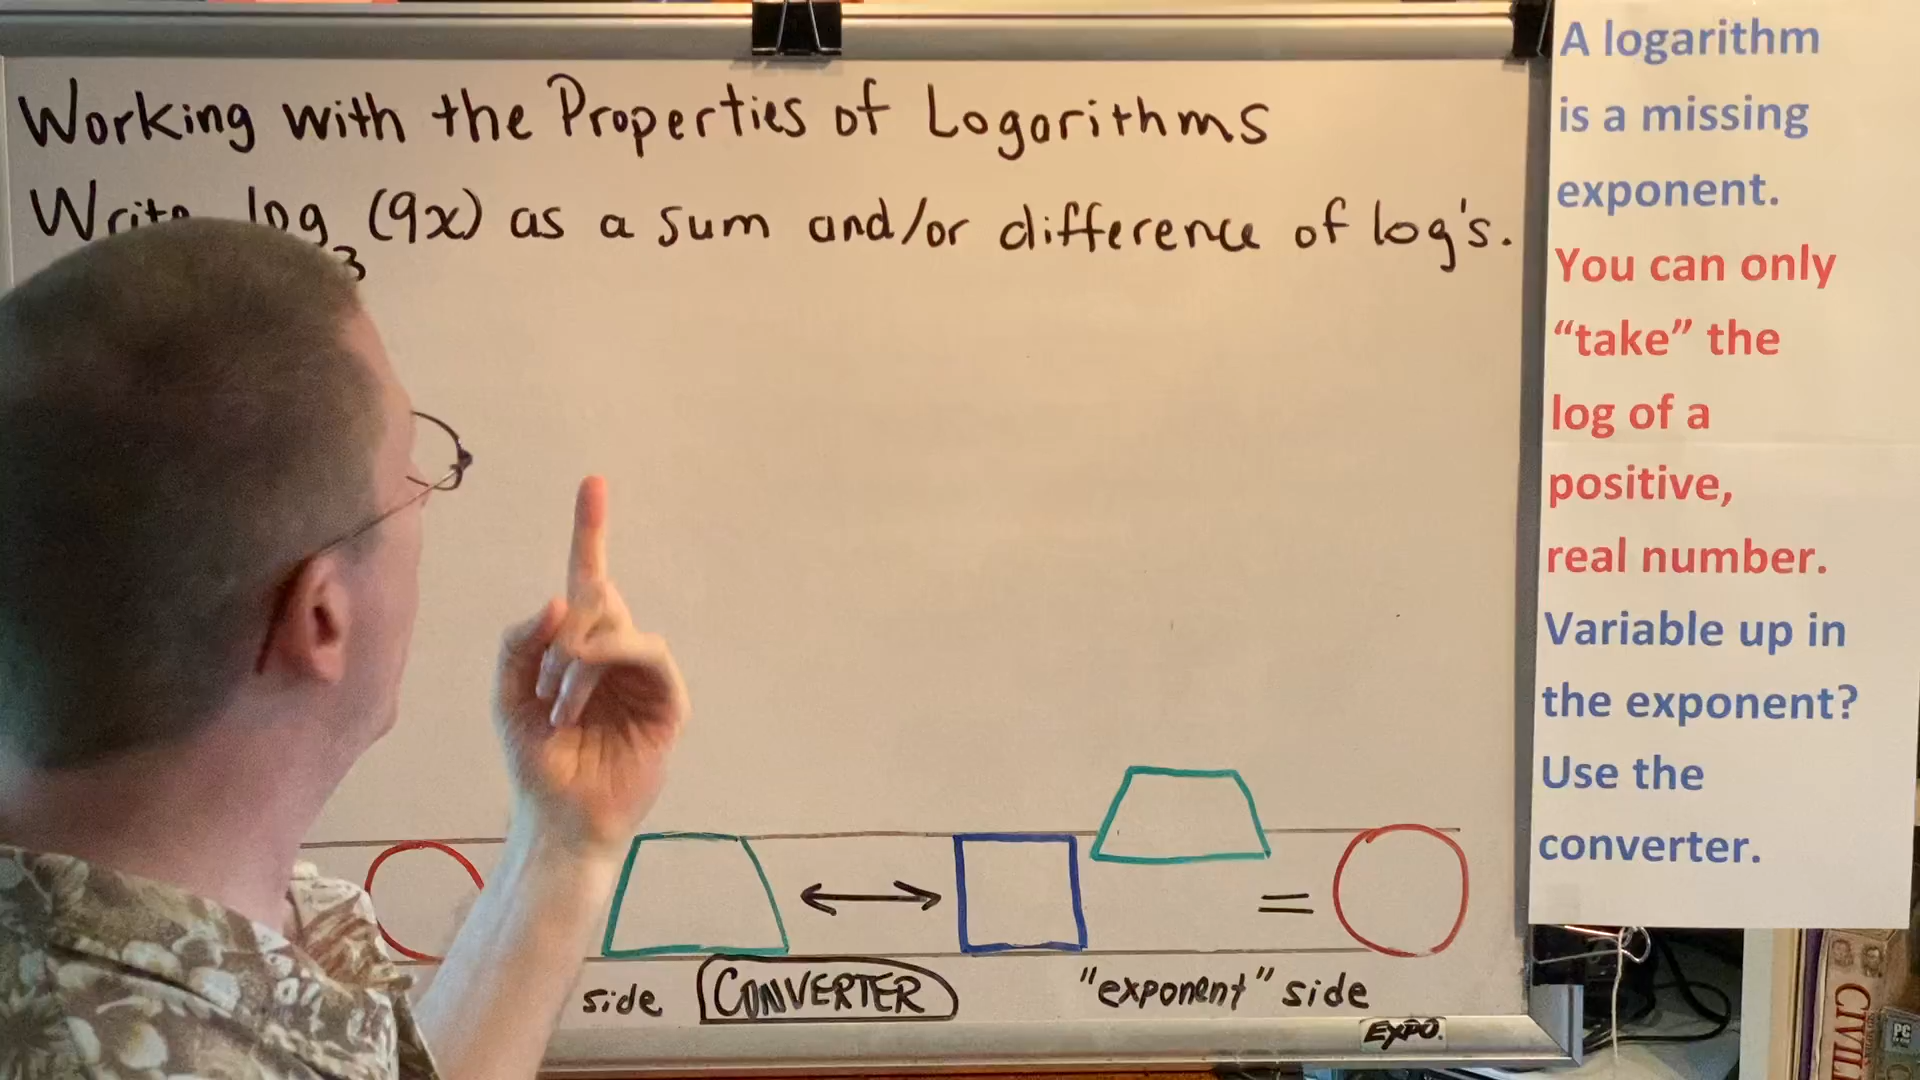 Working with the Properties of Logarithms
Write log₃ (9x) as a sum and/or difference of log's.
=
side CONVERTER "exponent" side
EXPO
A logarithm
is a missing
exponent.
You can only
“take” the
log of a
positive,
real number.
Variable up in
the exponent?
Use the
converter.
PC